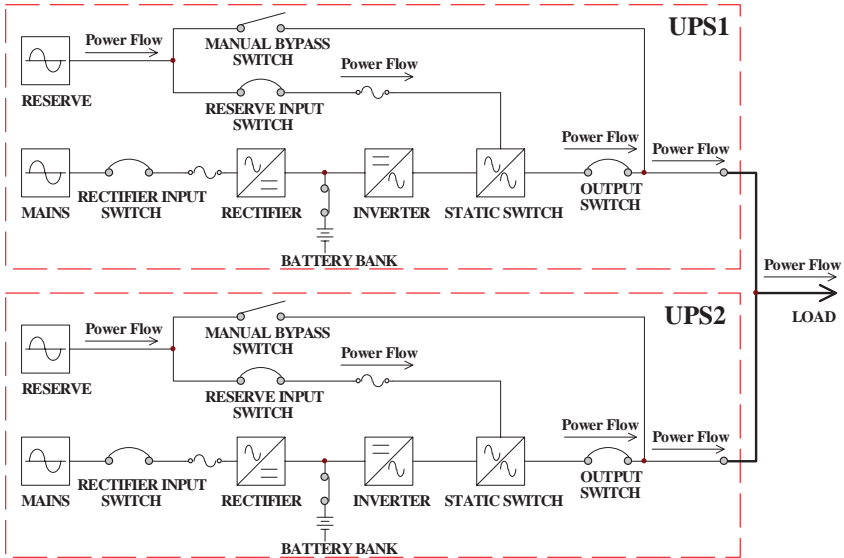 UPS1
Power Flow
MANUAL BYPASS
SWITCH
Power Flow
RESERVE
RESERVE INPUT
SWITCH
Power Flow
Power Flow
MAINS
RECTIFIER INPUT
SWITCH
RECTIFIER
INVERTER
STATIC SWITCH
OUTPUT
SWITCH
BATTERY BANK
Power Flow
LOAD
UPS2
Power Flow
MANUAL BYPASS
SWITCH
Power Flow
RESERVE
RESERVE INPUT
SWITCH
Power Flow
Power Flow
MAINS
RECTIFIER INPUT
SWITCH
RECTIFIER
INVERTER
STATIC SWITCH
OUTPUT
SWITCH
BATTERY BANK